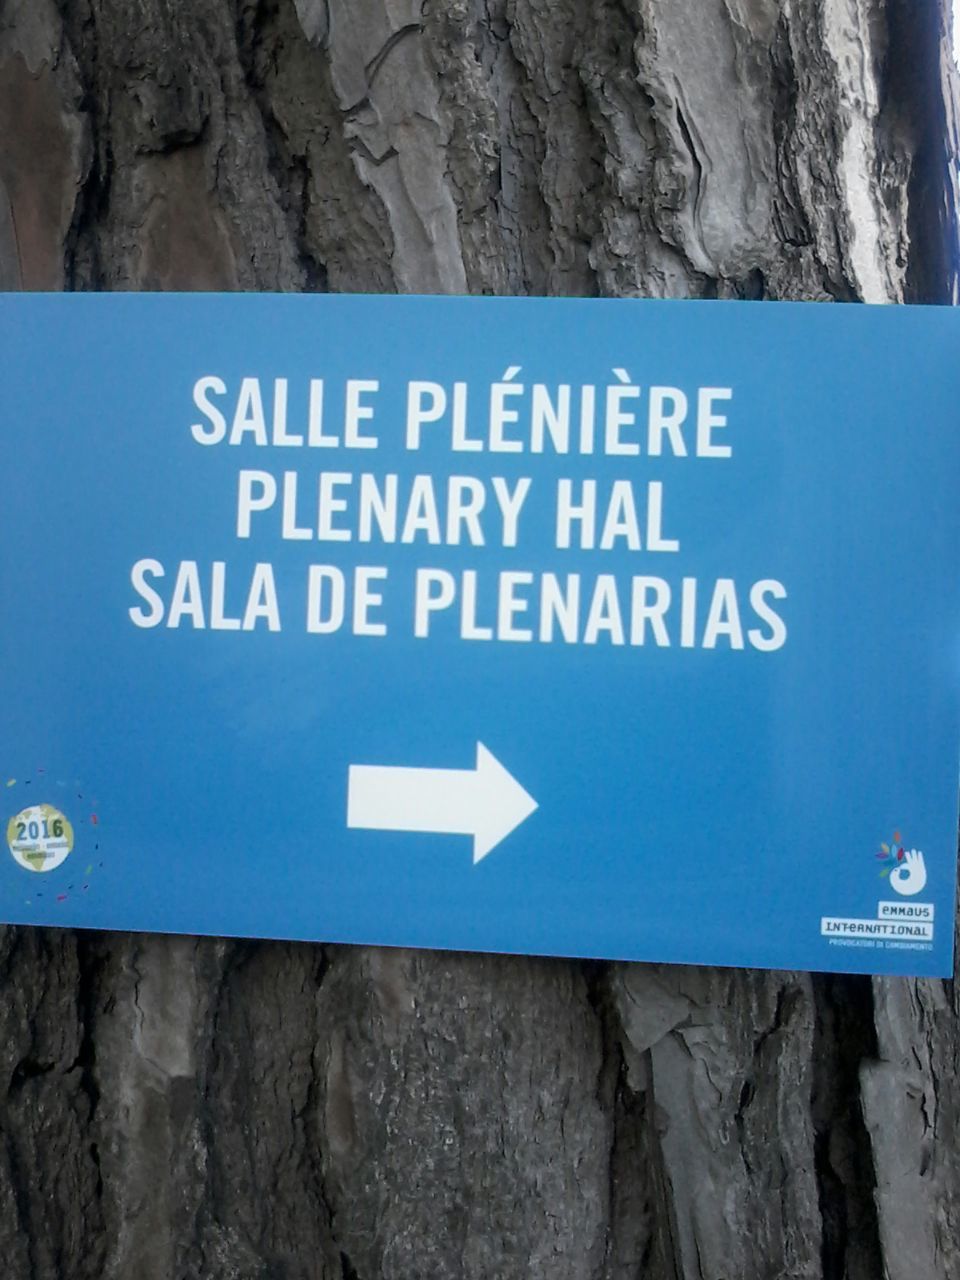 SALLE PLÉNIÈRE
PLENARY HAL
SALA DE PLENARIAS
2016
emmaus
INTERNATIONAL
PROVOCATORI DI CAMBIAMENTO